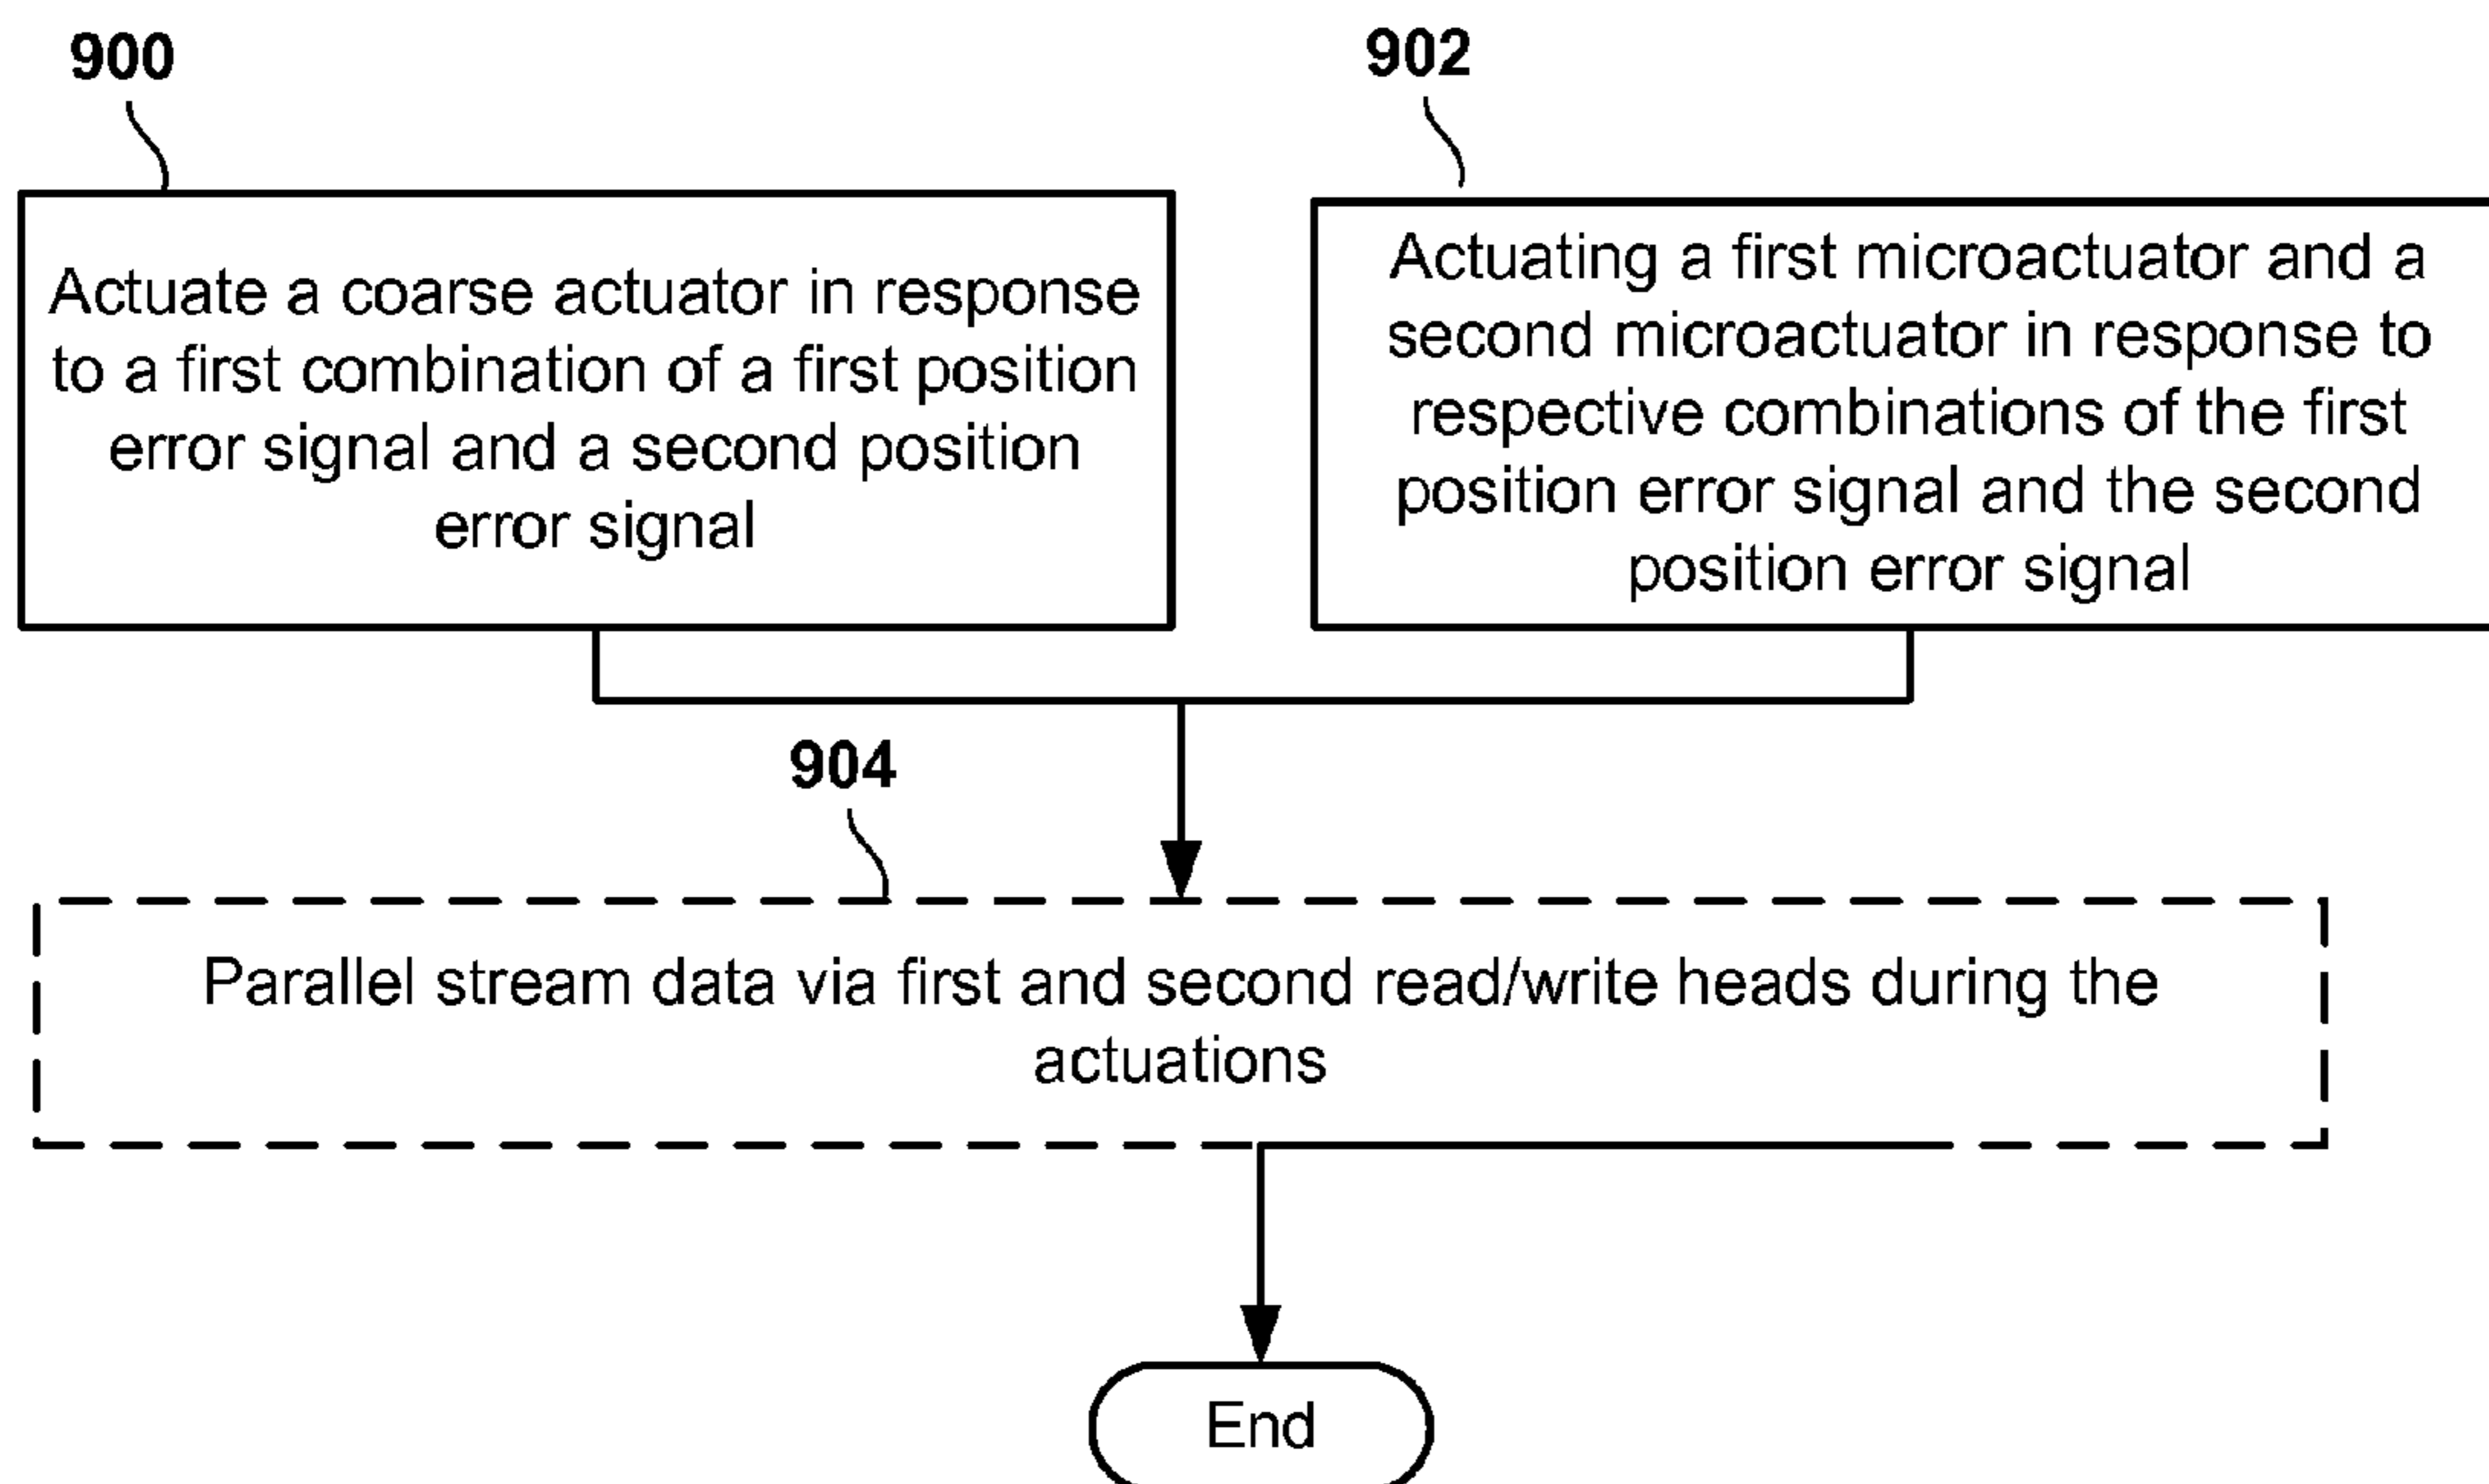 900
Actuate a coarse actuator in response
to a first combination of a first position
error signal and a second position
error signal
902
Actuating a first microactuator and a
second microactuator in response to
respective combinations of the first
position error signal and the second
position error signal
904
Parallel stream data via first and second read/write heads during the
actuations
End